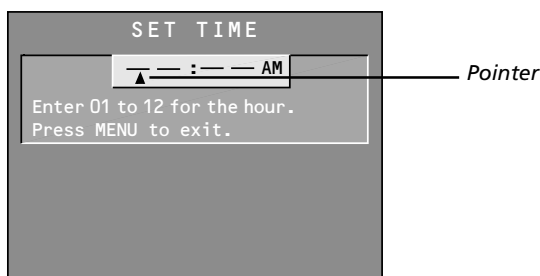 SET TIME
— — : — — AM
Pointer
Enter 01 to 12 for the hour.
Press MENU to exit.